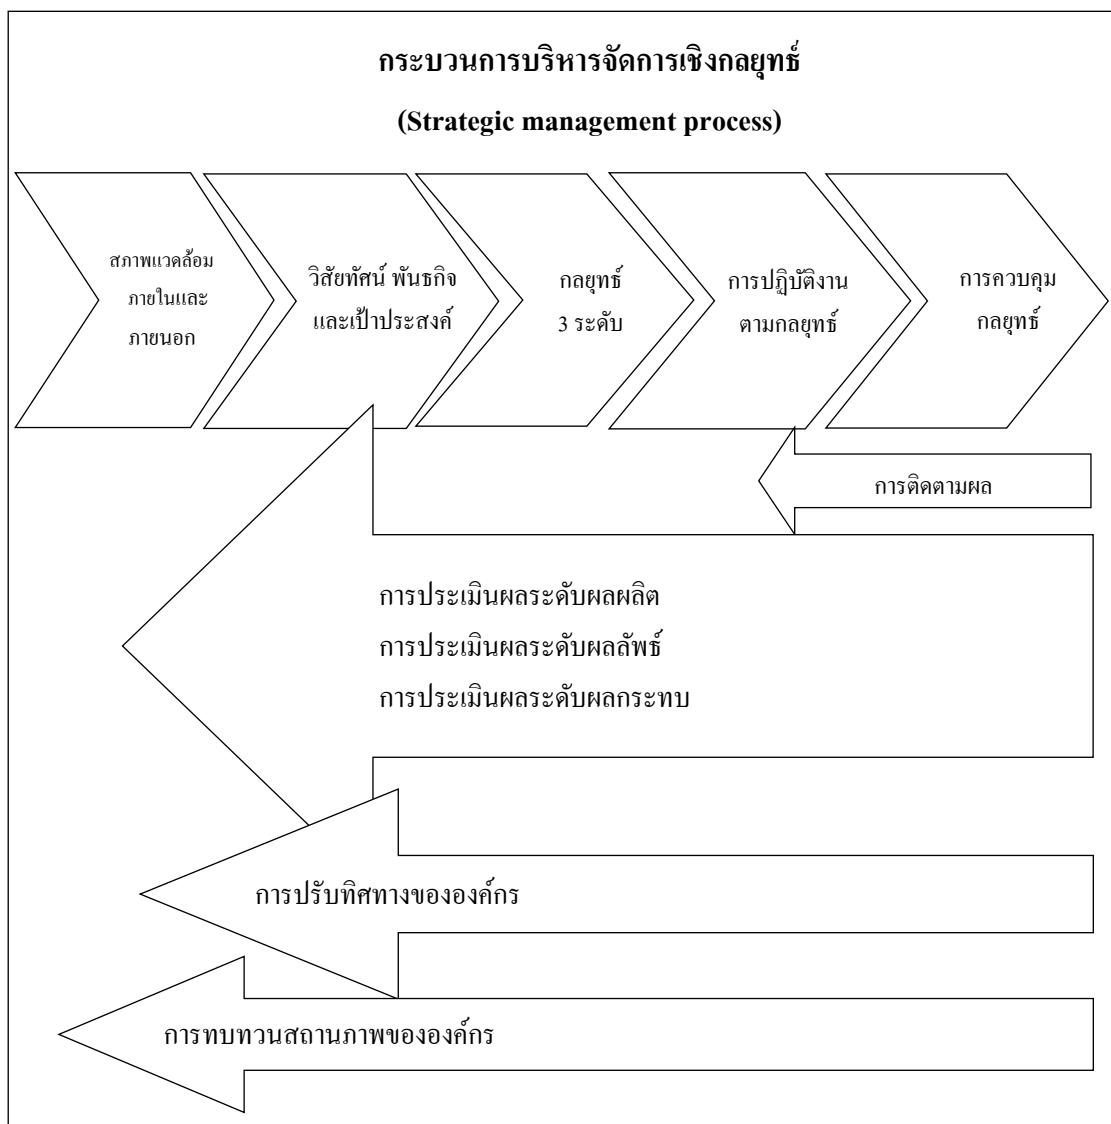 กระบวนการบริหารจัดการเชิงกลยุทธ์
(Strategic management process)
สภาพแวดล้อม
ภายในและ
ภายนอก
วิสัยทัศน์ พันธกิจ
และเป้าประสงค์
กลยุทธ์
3 ระดับ
การปฏิบัติงาน
ตามกลยุทธ์
การควบคุม
กลยุทธ์
การติดตามผล
การประเมินผลระดับผลผลิต
การประเมินผลระดับผลลัพธ์
การประเมินผลระดับผลกระทบ
การปรับทิศทางขององค์กร
การทบทวนสถานภาพขององค์กร